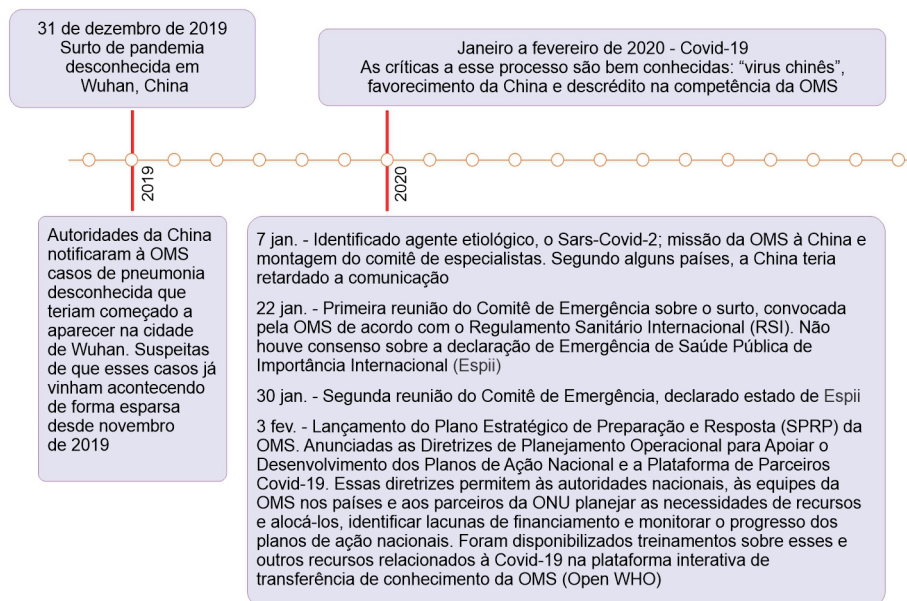 31 de dezembro de 2019
Surto de pandemia
desconhecida em
Wuhan, China
Janeiro a fevereiro de 2020 - Covid-19
As críticas a esse processo são bem conhecidas: “virus chinês”,
favorecimento da China e descrédito na competência da OMS
2019
2020
Autoridades da China
notificaram à OMS
casos de pneumonia
desconhecida que
teriam começado a
aparecer na cidade
de Wuhan. Suspeitas
de que esses casos já
vinham acontecendo
de forma esparsa
desde novembro
de 2019
7 jan. - Identificado agente etiológico, o Sars-Covid-2; missão da OMS à China e
montagem do comitê de especialistas. Segundo alguns países, a China teria
retardado a comunicação
22 jan. - Primeira reunião do Comitê de Emergência sobre o surto, convocada
pela OMS de acordo com o Regulamento Sanitário Internacional (RSI). Não
houve consenso sobre a declaração de Emergência de Saúde Pública de
Importância Internacional (Espii)
30 jan. - Segunda reunião do Comitê de Emergência, declarado estado de Espii
3 fev. - Lançamento do Plano Estratégico de Preparação e Resposta (SPRP) da
OMS. Anunciadas as Diretrizes de Planejamento Operacional para Apoiar o
Desenvolvimento dos Planos de Ação Nacional e a Plataforma de Parceiros
Covid-19. Essas diretrizes permitem às autoridades nacionais, às equipes da
OMS nos países e aos parceiros da ONU planejar as necessidades de recursos
e alocá-los, identificar lacunas de financiamento e monitorar o progresso dos
planos de ação nacionais. Foram disponibilizados treinamentos sobre esses e
outros recursos relacionados à Covid-19 na plataforma interativa de
transferência de conhecimento da OMS (Open WHO)